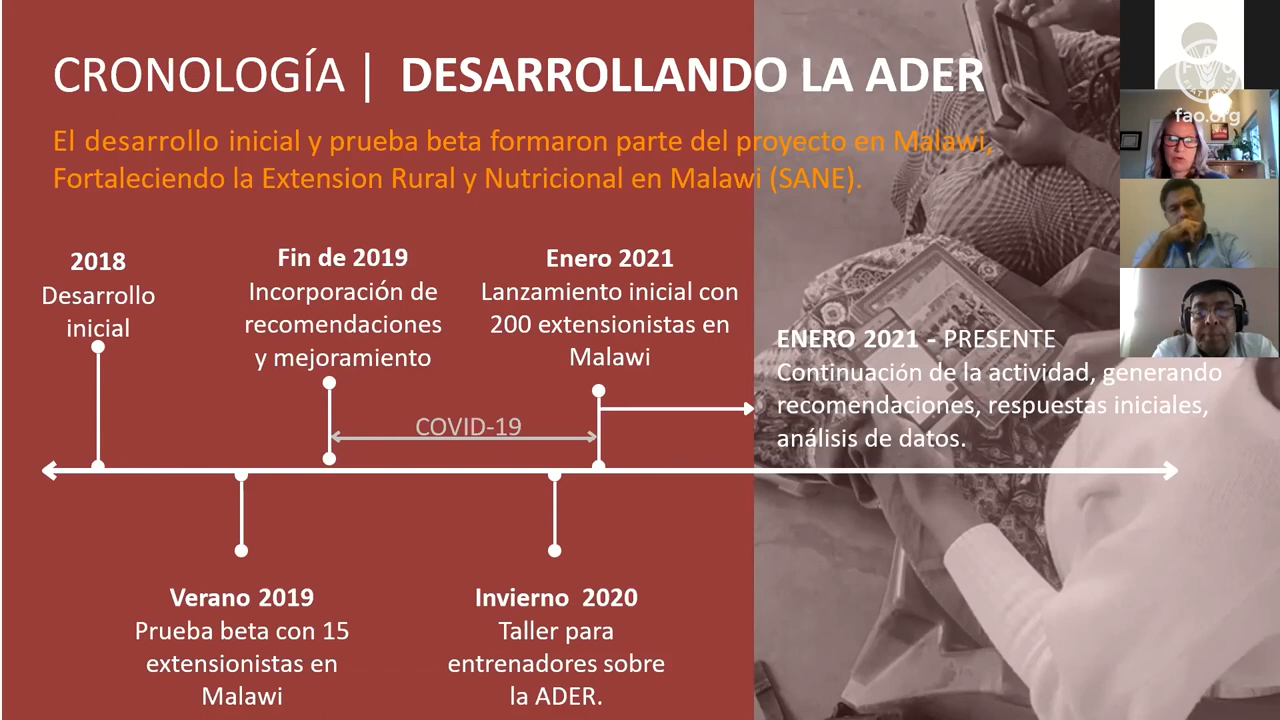 CRONOLOGÍA | DESARROLLANDO LA ADER
El desarrollo inicial y prueba beta formaron parte del proyecto en Malawi,
Fortaleciendo la Extension Rural y Nutricional en Malawi (SANE).
2018
Desarrollo
inicial
Fin de 2019
Incorporación de
recomendaciones
y mejoramiento
Enero 2021
Lanzamiento inicial con
200 extensionistas en
Malawi
ENERO 2021 - PRESENTE
Continuación de la actividad, generando
recomendaciones, respuestas iniciales,
análisis de datos.
COVID-19
Verano 2019
Prueba beta con 15
extensionistas en
Malawi
Invierno 2020
Taller para
entrenadores sobre
la ADER.
fao.org